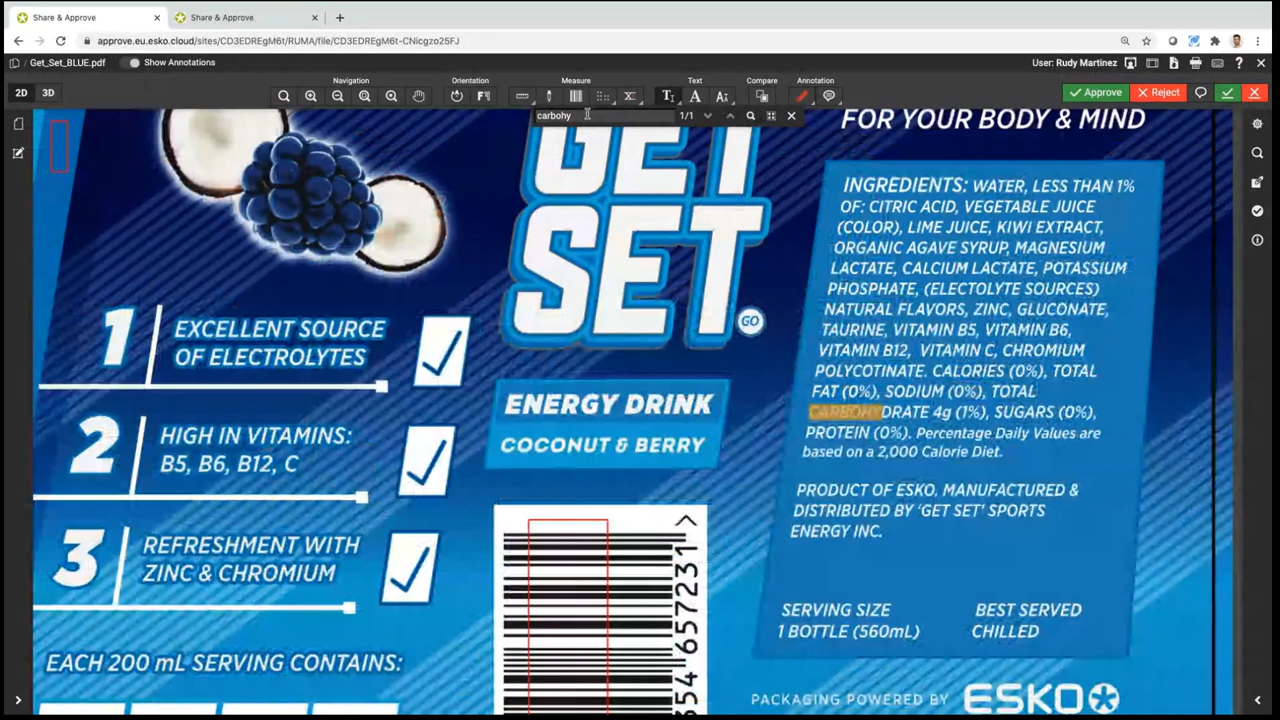 Share & Approve
Share & Approve
approve.eu.esko.cloud/sites/CD3EDREgM6t/RUMA/file/CD3EDREgM6t-CNicgzo25FJ
Get_Set_BLUE.pdf
Show Annotations
User: Rudy Martinez
Navigation
Orientation
Measure
Text
Compare
Annotation
2D
3D
Approve
Reject
carbohy
1/1
FOR YOUR BODY & MIND
GET
SET
GO
ENERGY DRINK
COCONUT & BERRY
1
EXCELLENT SOURCE
OF ELECTROLYTES
2
HIGH IN VITAMINS:
B5, B6, B12, C
3
REFRESHMENT WITH
ZINC & CHROMIUM
EACH 200 mL SERVING CONTAINS:
354 657231
INGREDIENTS: WATER, LESS THAN 1%
OF: CITRIC ACID, VEGETABLE JUICE
(COLOR), LIME JUICE, KIWI EXTRACT,
ORGANIC AGAVE SYRUP, MAGNESIUM
LACTATE, CALCIUM LACTATE, POTASSIUM
PHOSPHATE, (ELECTOLYTE SOURCES)
NATURAL FLAVORS, ZINC, GLUCONATE,
TAURINE, VITAMIN B5, VITAMIN B6,
VITAMIN B12, VITAMIN C, CHROMIUM
POLYCOTINATE. CALORIES (0%), TOTAL
FAT (0%), SODIUM (0%), TOTAL
CARBOHYDRATE 4g (1%), SUGARS (0%),
PROTEIN (0%). Percentage Daily Values are
based on a 2,000 Calorie Diet.
PRODUCT OF ESKO. MANUFACTURED &
DISTRIBUTED BY ‘GET SET’ SPORTS
ENERGY INC.
SERVING SIZE
1 BOTTLE (560mL)
BEST SERVED
CHILLED
PACKAGING POWERED BY ESKO